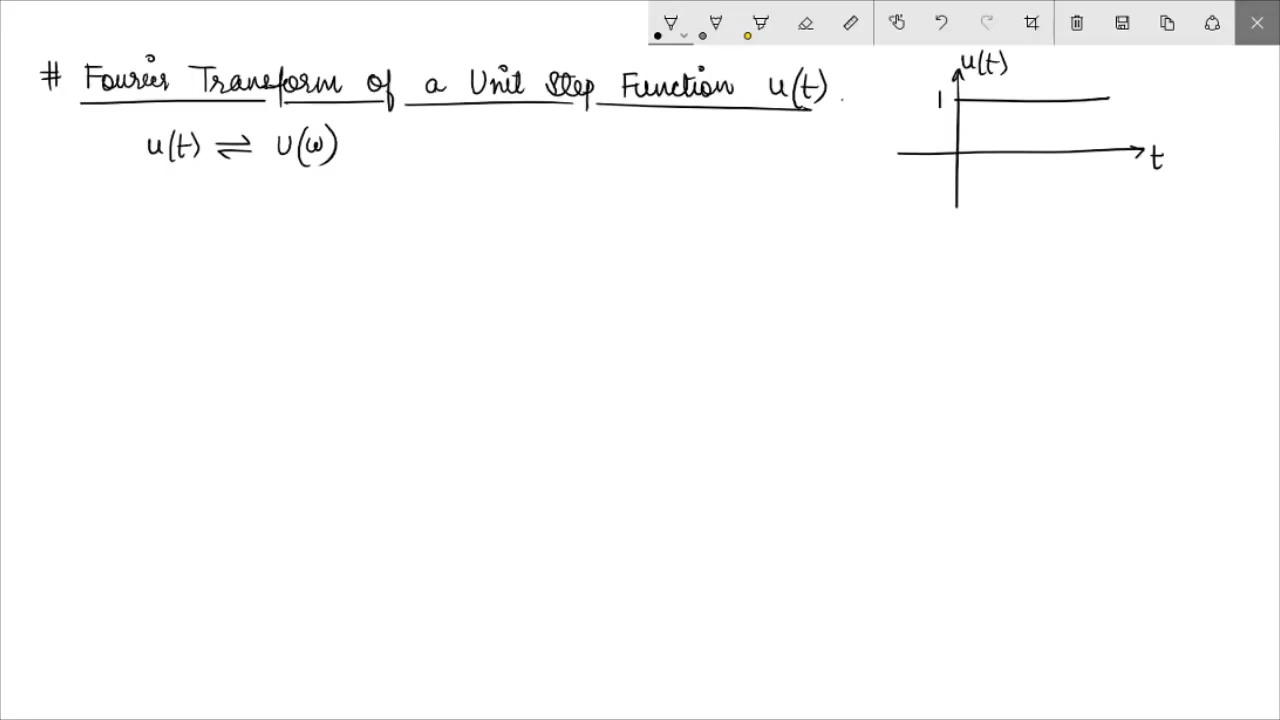 # Fourier Transform of a Unit Step Function u(t).
u(t) ⇌ U(ω)
u(t)
1
t